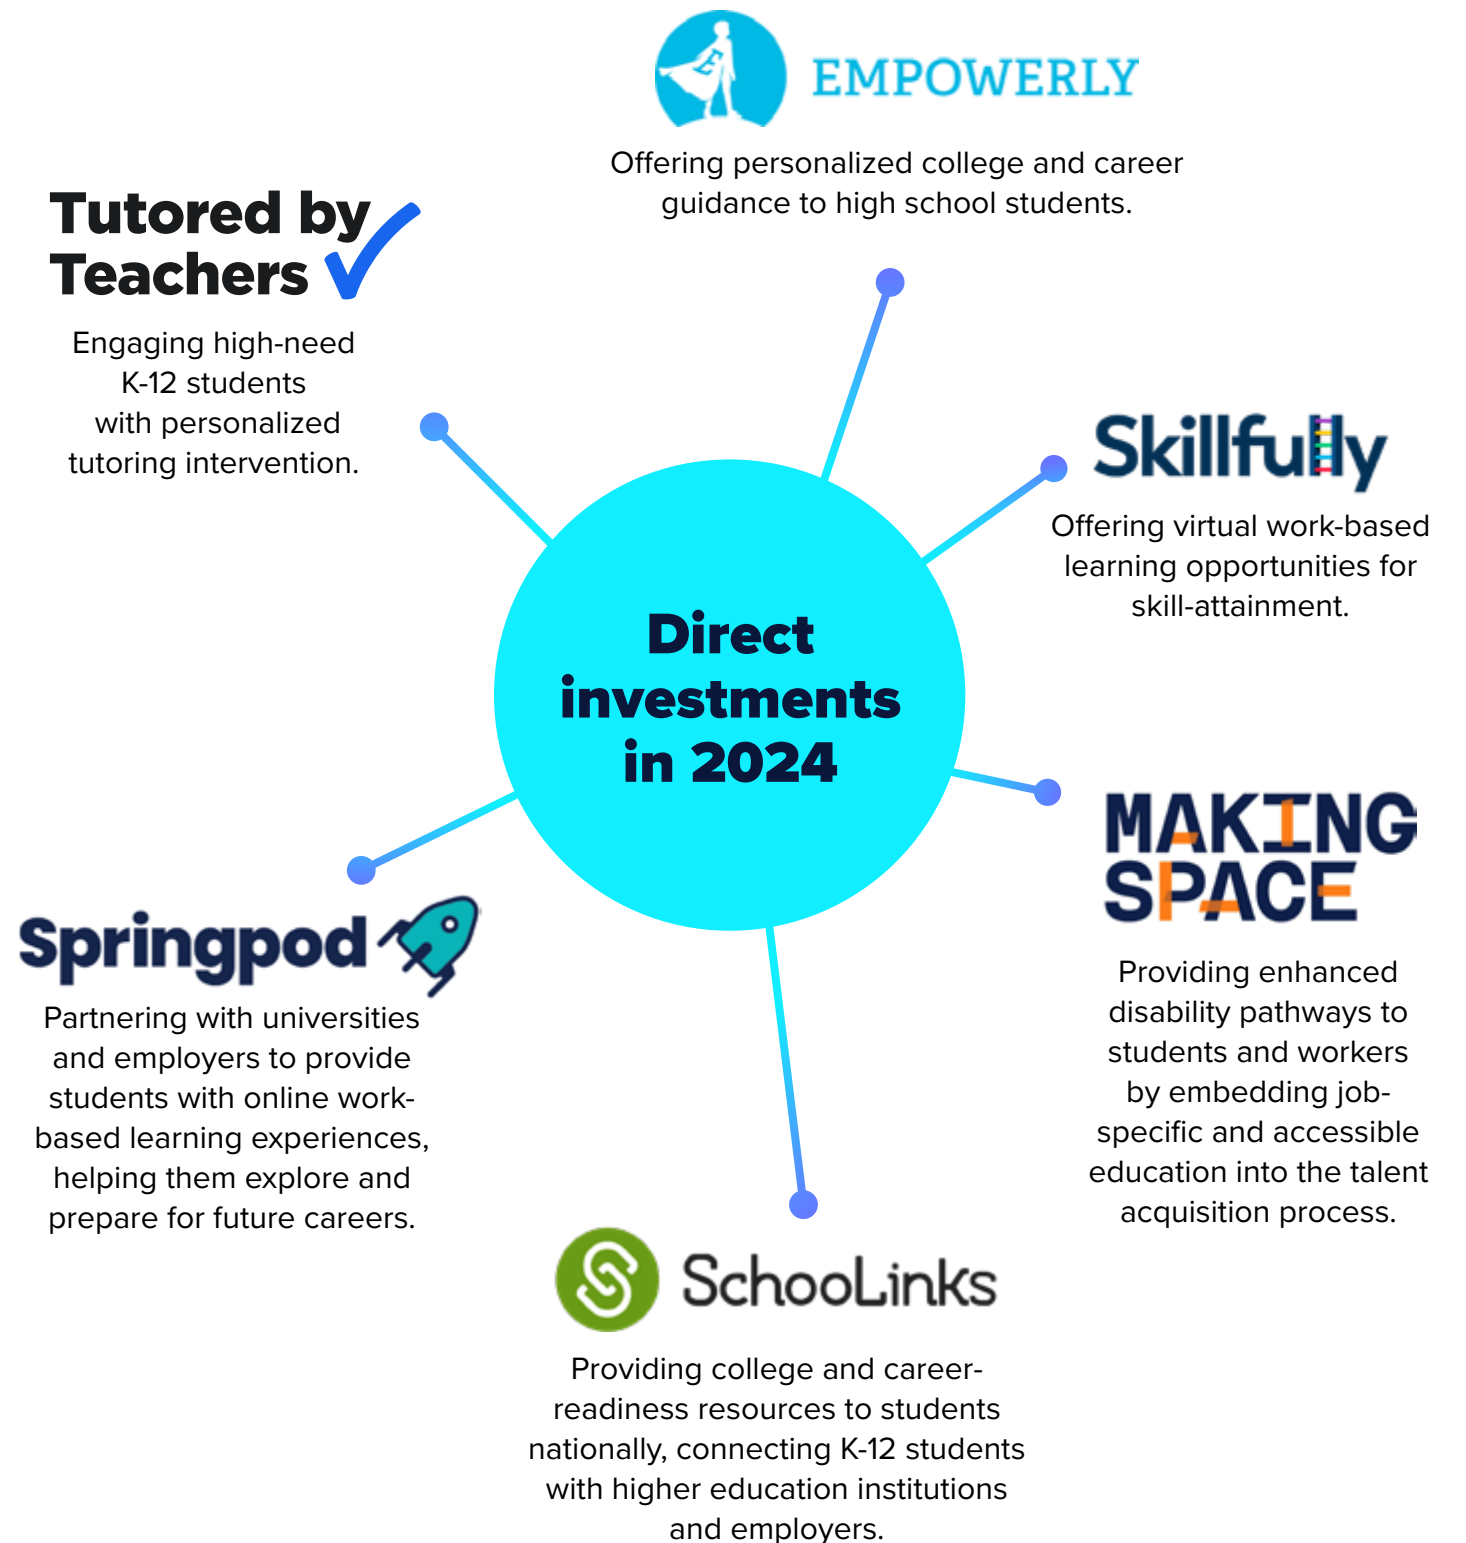 EMPOWERLY
Offering personalized college and career
guidance to high school students.
Tutored by
Teachers
Engaging high-need
K-12 students
with personalized
tutoring intervention.
Skillfully
Offering virtual work-based
learning opportunities for
skill-attainment.
Direct
investments
in 2024
MAKING
SPACE
Providing enhanced
disability pathways to
students and workers
by embedding job-
specific and accessible
education into the talent
acquisition process.
Springpod
Partnering with universities
and employers to provide
students with online work-
based learning experiences,
helping them explore and
prepare for future careers.
SchooLinks
Providing college and career-
readiness resources to students
nationally, connecting K-12 students
with higher education institutions
and employers.